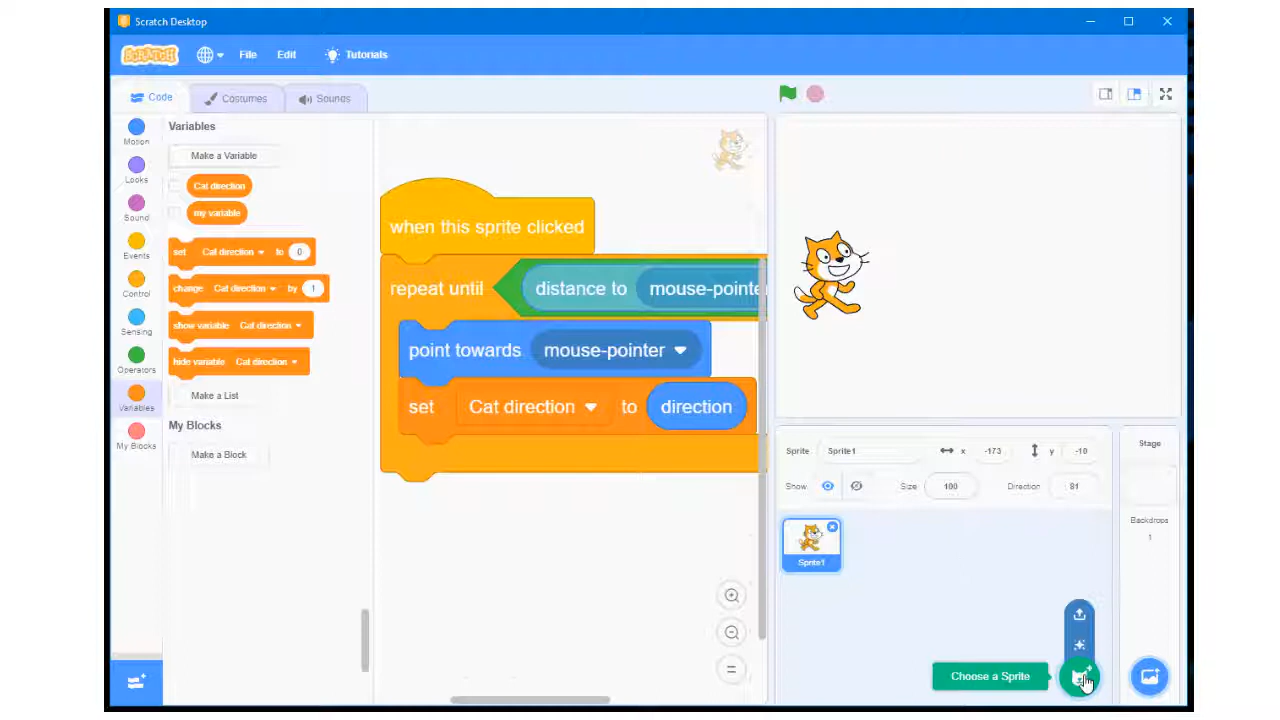 Scratch Desktop
SCRATCH
File
Edit
Tutorials
Code
Costumes
Sounds
Motion
Looks
Sound
Events
Control
Sensing
Operators
Variables
My Blocks
Variables
Make a Variable
Cat direction
my variable
set Cat direction to 0
change Cat direction by 1
show variable Cat direction
hide variable Cat direction
Make a List
My Blocks
Make a Block
when this sprite clicked
repeat until distance to mouse-pointe
point towards mouse-pointer
set Cat direction to direction
Sprite Sprite1 x -173 y -10
Show Size 100 Direction 81
Sprite1
Choose a Sprite
Stage
Backdrops
1